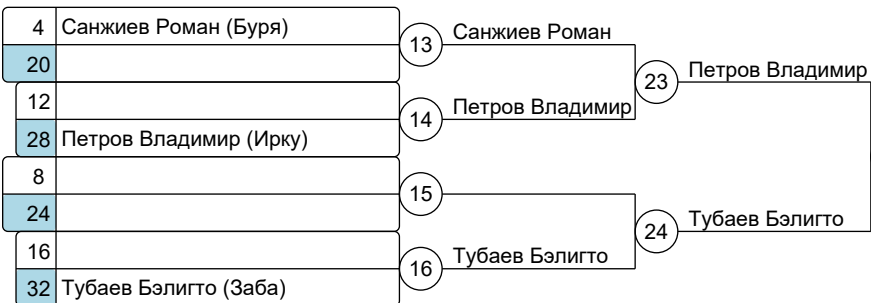 4 Санжиев Роман (Буря)
13 Санжиев Роман
20
23 Петров Владимир
12
14 Петров Владимир
28 Петров Владимир (Ирку)
8
15
24
24 Тубаев Бэлигто
16
16 Тубаев Бэлигто
32 Тубаев Бэлигто (Заба)